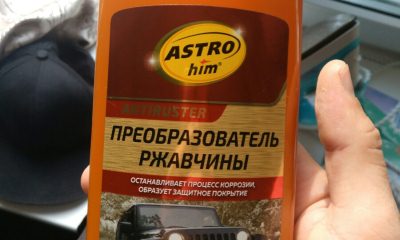 ASTRO
him®
ANTIRUSTER
ПРЕОБРАЗОВАТЕЛЬ
РЖАВЧИНЫ
ОСТАНАВЛИВАЕТ ПРОЦЕСС КОРРОЗИИ,
ОБРАЗУЕТ ЗАЩИТНОЕ ПОКРЫТИЕ